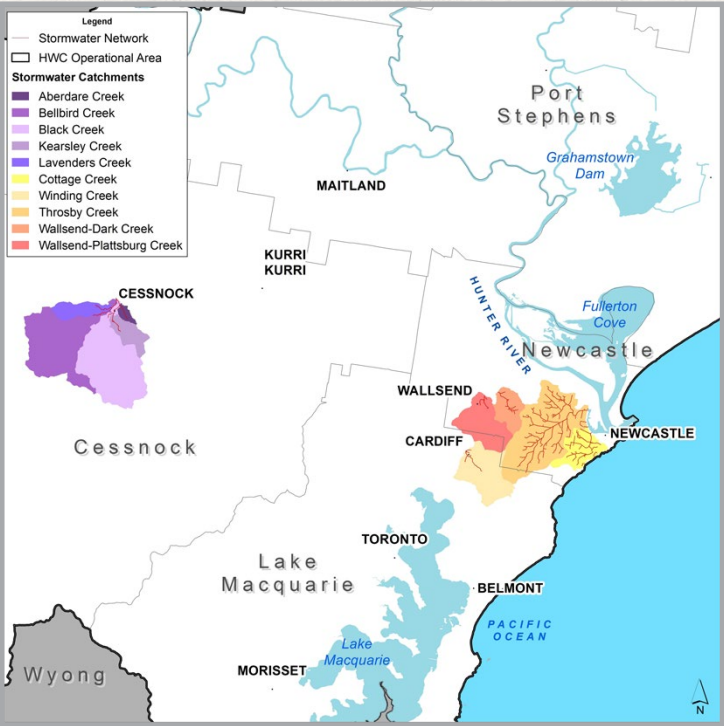 Legend
Stormwater Network
HWC Operational Area
Stormwater Catchments
Aberdare Creek
Bellbird Creek
Black Creek
Kearsley Creek
Lavenders Creek
Cottage Creek
Winding Creek
Throsby Creek
Wallsend-Dark Creek
Wallsend-Plattsburg Creek
Port
Stephens
Grahamstown
Dam
MAITLAND
KURRI
KURRI
CESSNOCK
HUNTER RIVER
Fullerton
Cove
Newcastle
WALLSEND
CARDIFF
NEWCASTLE
Cessnock
TORONTO
Lake
Macquarie
BELMONT
PACIFIC
OCEAN
Lake
Macquarie
MORISSET
Wyong
N